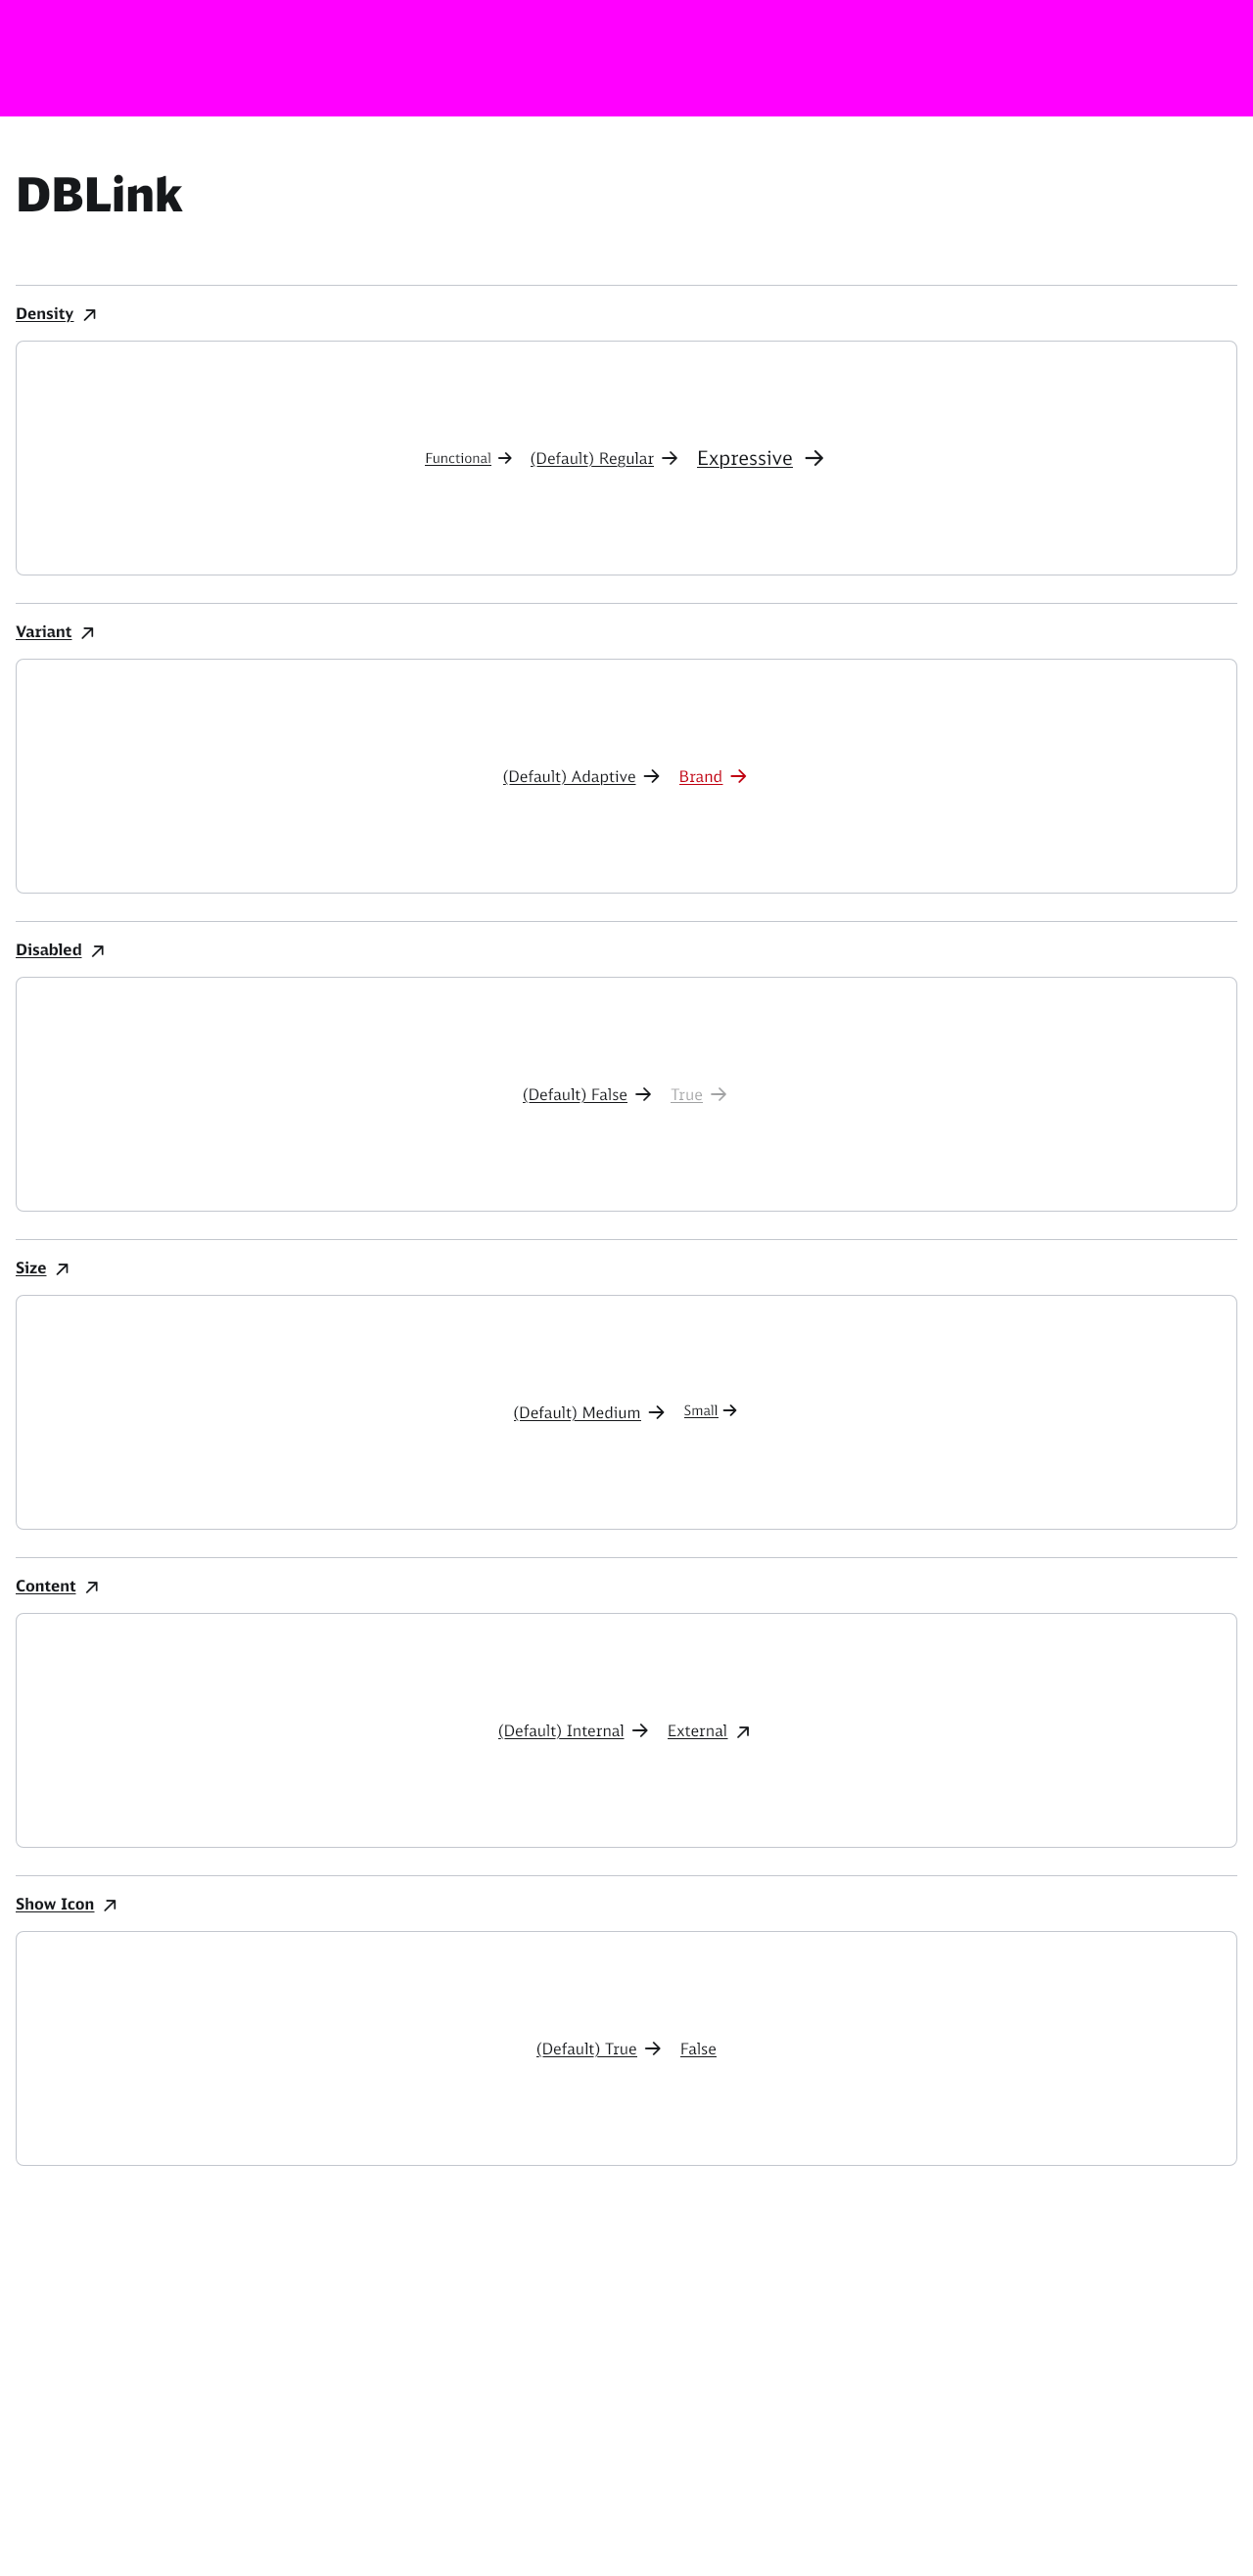 DBLink
Density
Functional (Default) Regular Expressive
Variant
(Default) Adaptive Brand
Disabled
(Default) False True
Size
(Default) Medium Small
Content
(Default) Internal External
Show Icon
(Default) True False